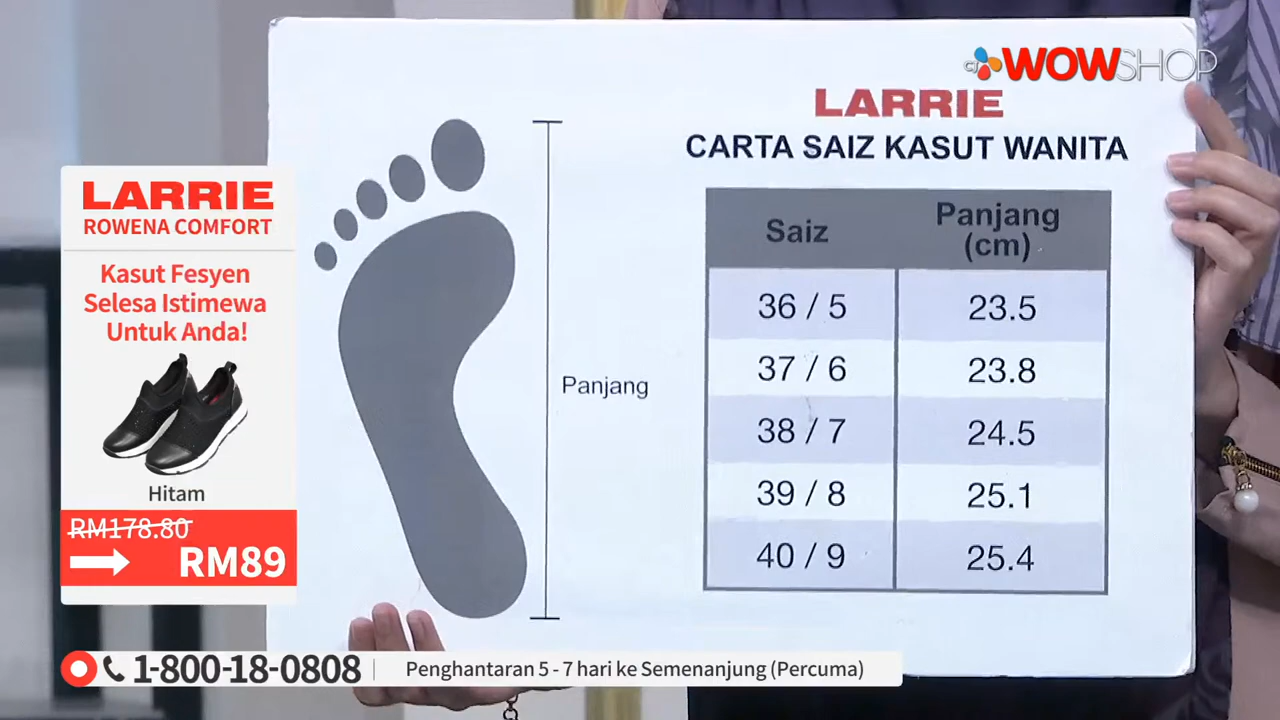 CJ WOWSHOP
LARRIE
CARTA SAIZ KASUT WANITA
Saiz
Panjang
(cm)
36 / 5
23.5
37 / 6
23.8
38 / 7
24.5
39 / 8
25.1
40 / 9
25.4
Panjang
LARRIE
ROWENA COMFORT
Kasut Fesyen
Selesa Istimewa
Untuk Anda!
Hitam
RM178.80
RM89
1-800-18-0808
Penghantaran 5 - 7 hari ke Semenanjung (Percuma)